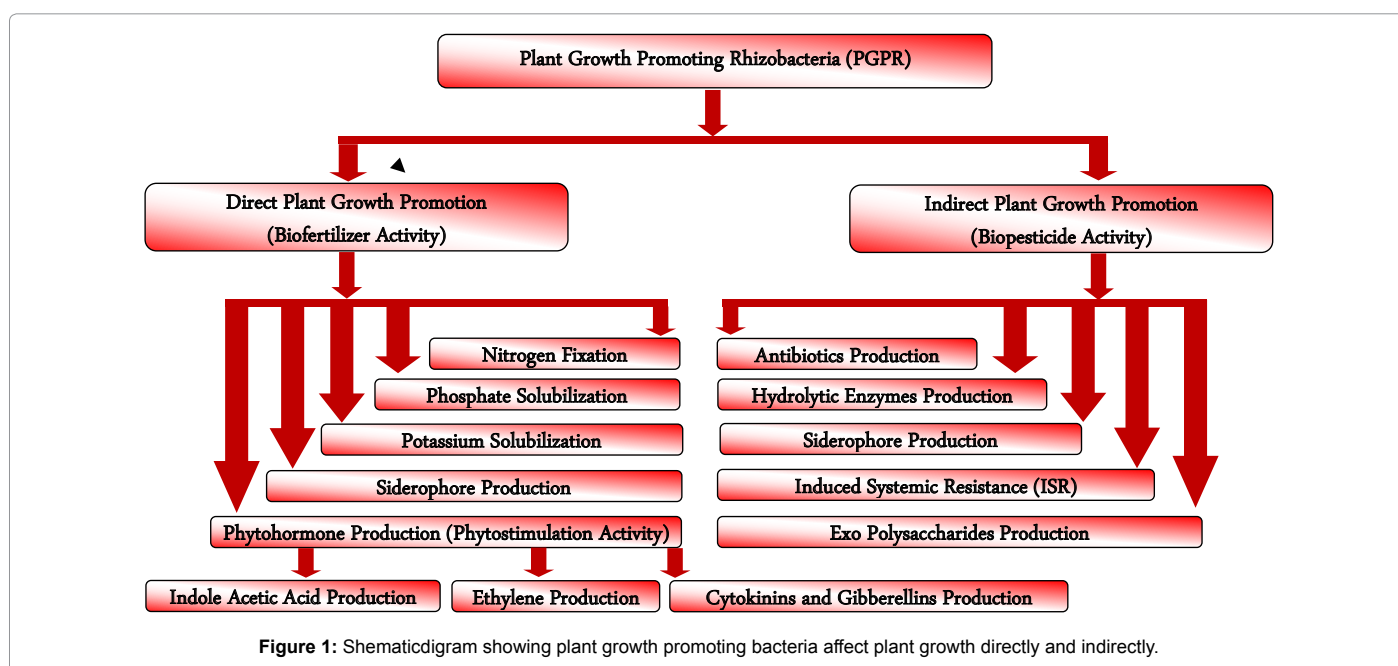 Plant Growth Promoting Rhizobacteria (PGPR)
Direct Plant Growth Promotion
(Biofertilizer Activity)
Indirect Plant Growth Promotion
(Biopesticide Activity)
Nitrogen Fixation
Phosphate Solubilization
Potassium Solubilization
Siderophore Production
Phytohormone Production (Phytostimulation Activity)
Indole Acetic Acid Production
Ethylene Production
Cytokinins and Gibberellins Production
Antibiotics Production
Hydrolytic Enzymes Production
Siderophore Production
Induced Systemic Resistance (ISR)
Exo Polysaccharides Production
Figure 1: Shematicdigram showing plant growth promoting bacteria affect plant growth directly and indirectly.